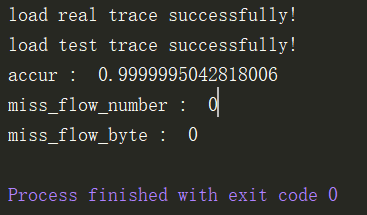 load real trace successfully!
load test trace successfully!
accur :  0.9999995042818006
miss_flow_number :  0
miss_flow_byte :  0
Process finished with exit code 0